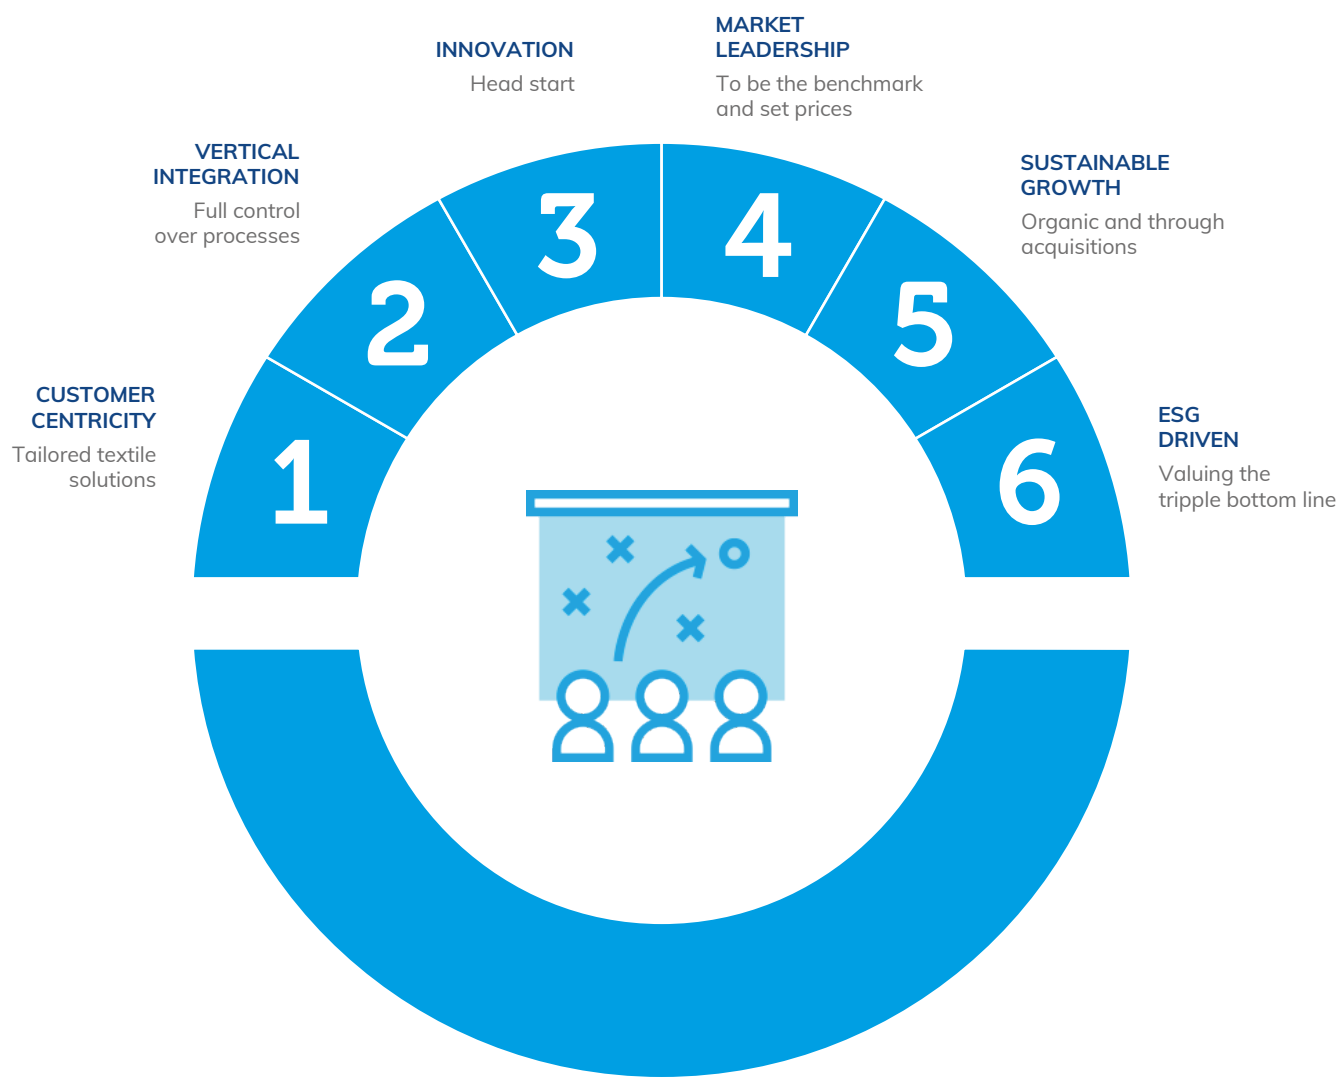 1
CUSTOMER
CENTRICITY
Tailored textile
solutions
2
VERTICAL
INTEGRATION
Full control
over processes
3
INNOVATION
Head start
4
MARKET
LEADERSHIP
To be the benchmark
and set prices
5
SUSTAINABLE
GROWTH
Organic and through
acquisitions
6
ESG
DRIVEN
Valuing the
tripple bottom line